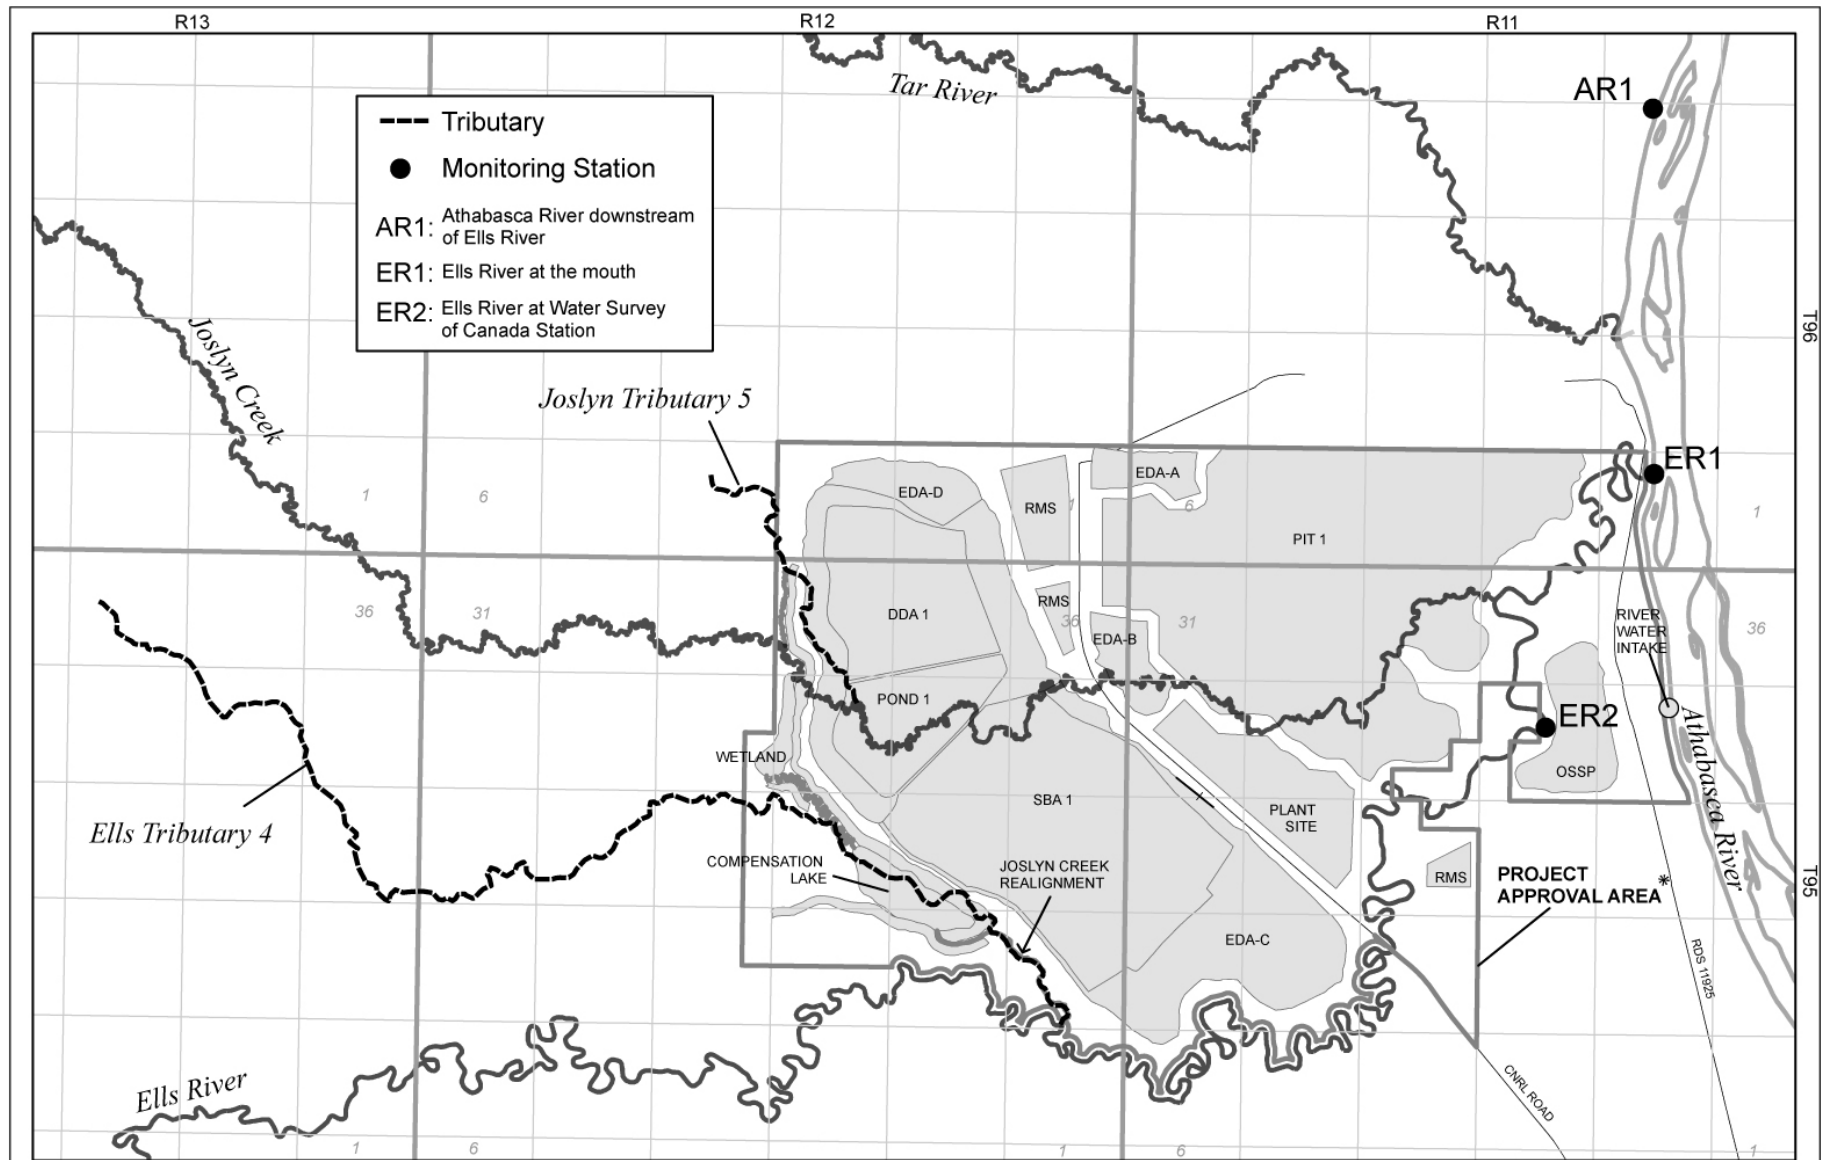 R13
R12
R11
Tar River
AR1
Tributary
Monitoring Station
AR1: Athabasca River downstream
of Ells River
ER1: Ells River at the mouth
ER2: Ells River at Water Survey
of Canada Station
T96
Joslyn Creek
Joslyn Tributary 5
ER1
EDA-A
EDA-D
RMS
1
6
1
6
1
PIT 1
36
31
RMS
36
31
36
DDA 1
EDA-B
RIVER
WATER
INTAKE
POND 1
ER2
Athabasea River
WETLAND
OSSP
SBA 1
PLANT
SITE
Ells Tributary 4
COMPENSATION
LAKE
JOSLYN CREEK
REALIGNMENT
RMS
PROJECT
APPROVAL AREA
*
T95
EDA-C
RDS 11925
Ells River
CNRL ROAD
1
6
1
6
1